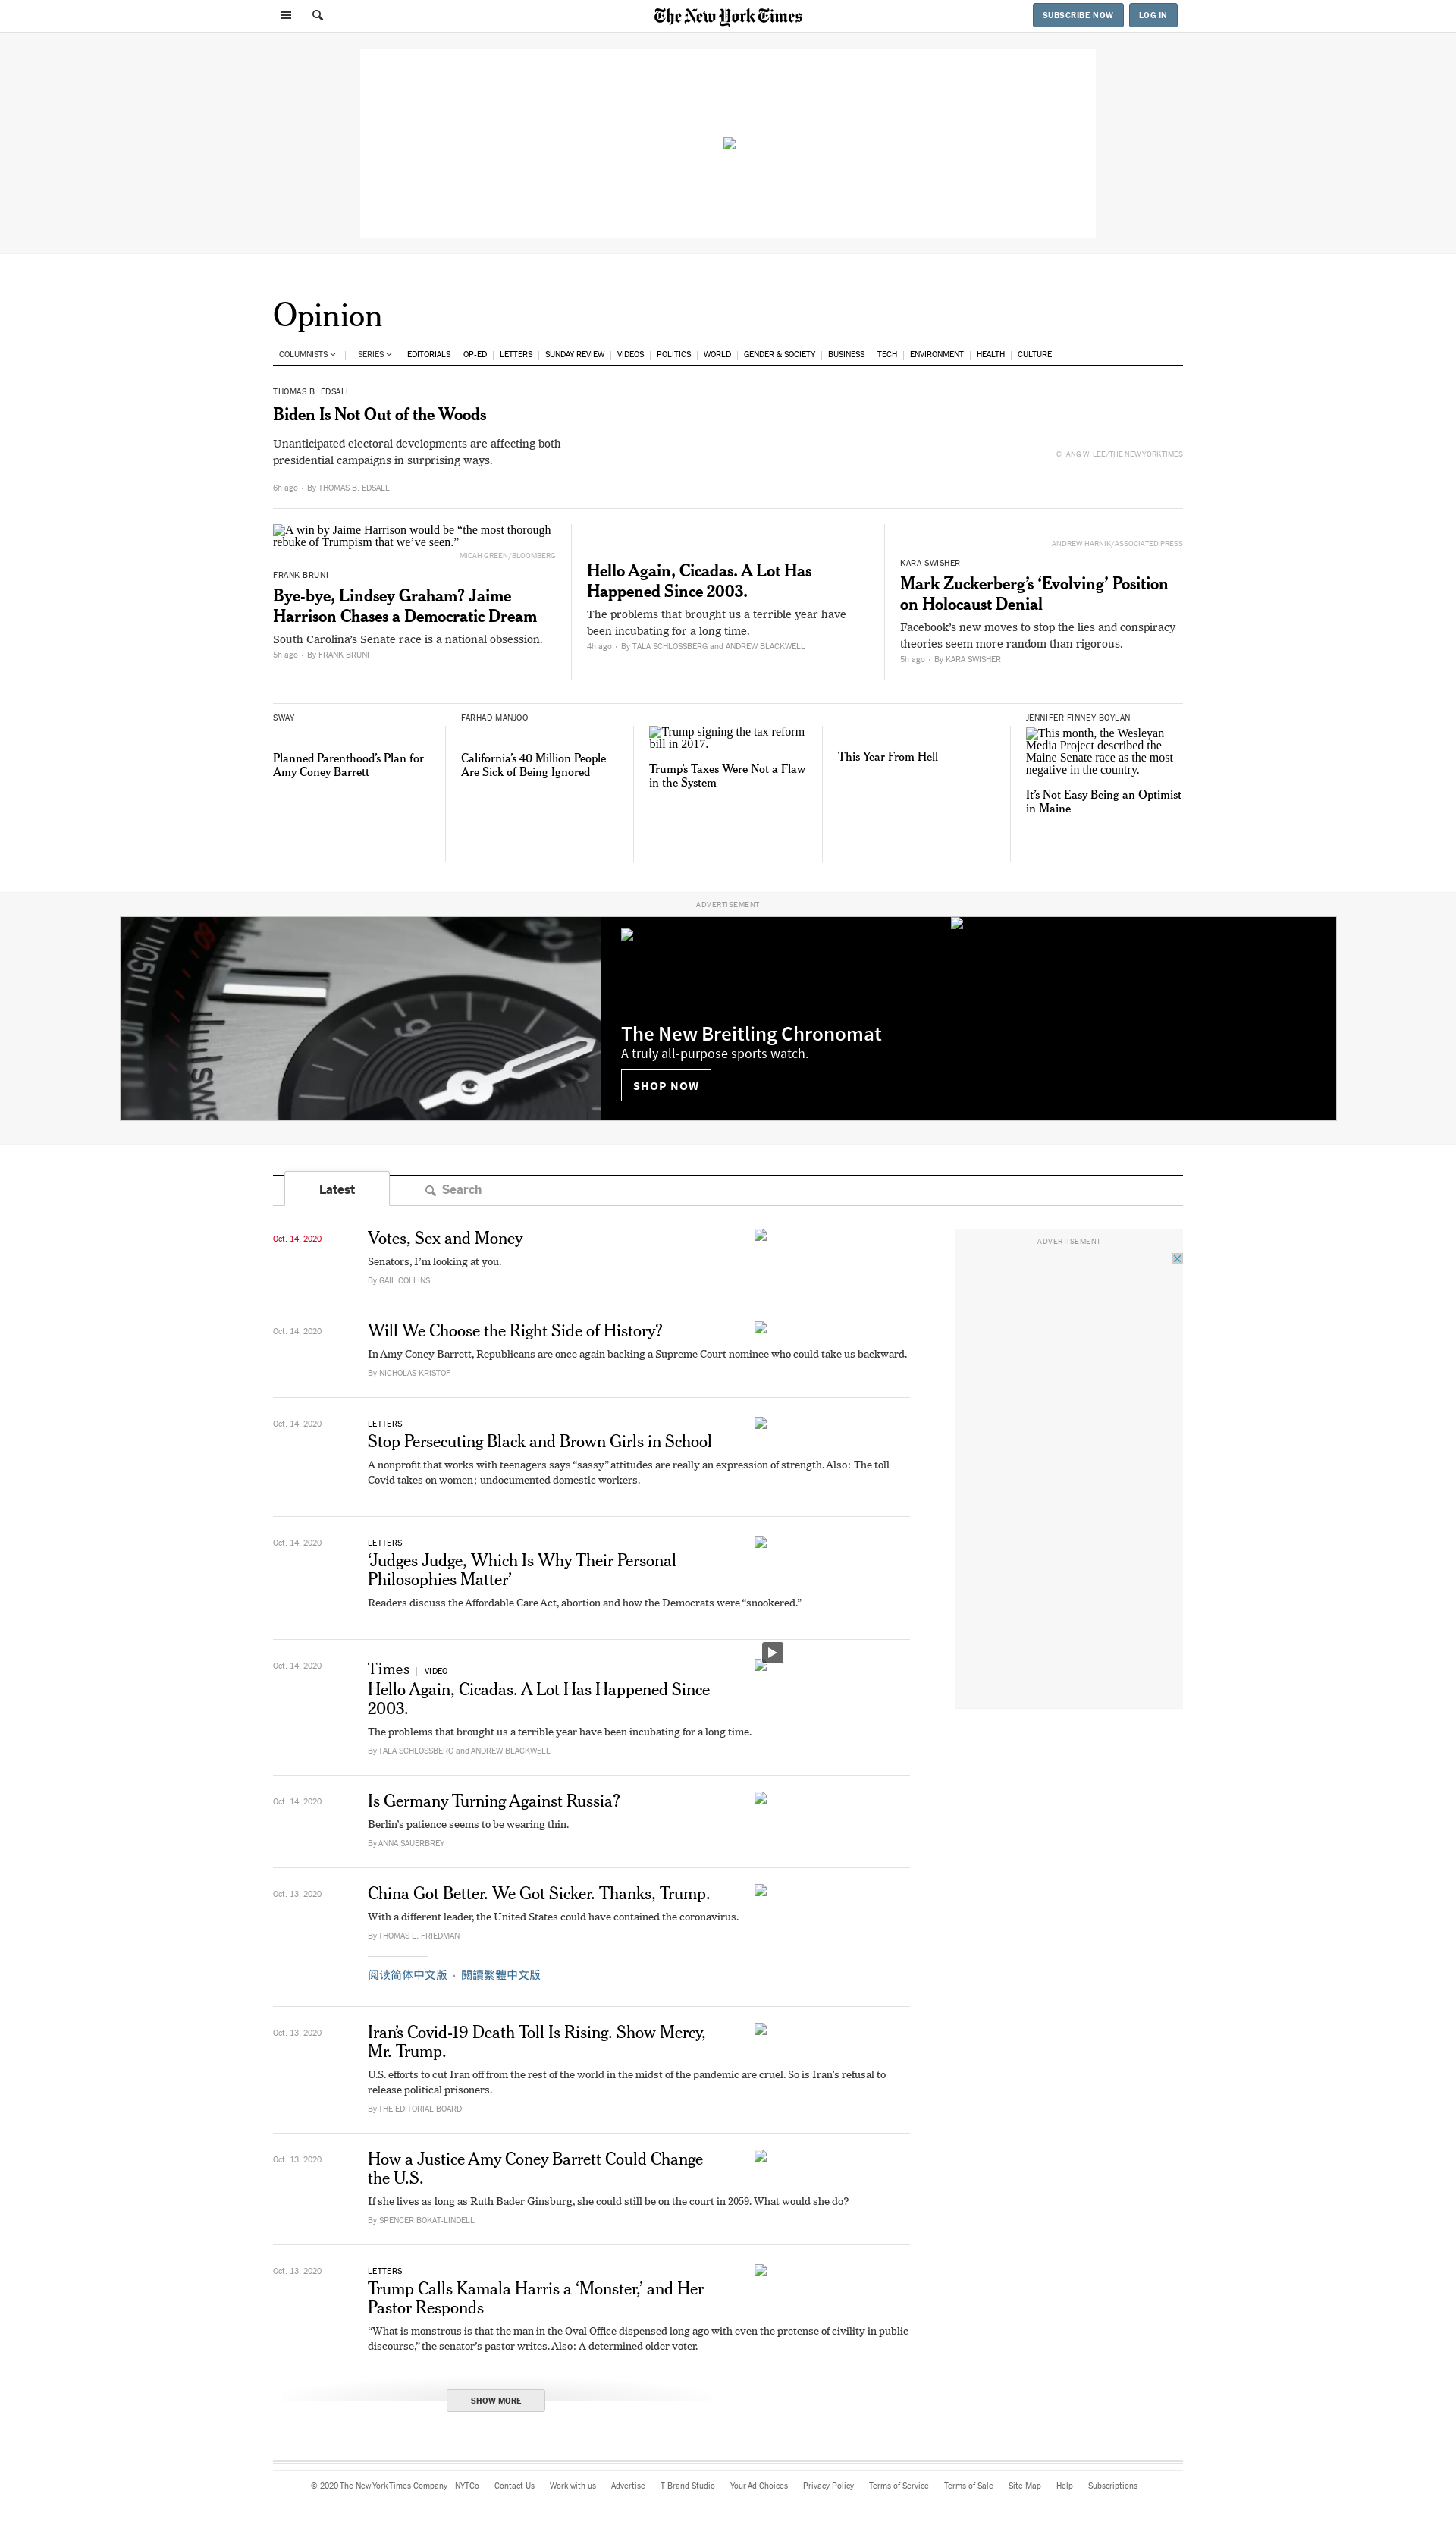 The New York Times
SUBSCRIBE NOW
LOG IN
Opinion
COLUMNISTS
SERIES
EDITORIALS
OP-ED
LETTERS
SUNDAY REVIEW
VIDEOS
POLITICS
WORLD
GENDER & SOCIETY
BUSINESS
TECH
ENVIRONMENT
HEALTH
CULTURE
THOMAS B. EDSALL
Biden Is Not Out of the Woods
Unanticipated electoral developments are affecting both
presidential campaigns in surprising ways.
CHANG W. LEE/THE NEW YORK TIMES
6h ago • By THOMAS B. EDSALL
A win by Jaime Harrison would be “the most thorough
rebuke of Trumpism that we’ve seen.”
MICAH GREEN/BLOOMBERG
FRANK BRUNI
Bye-bye, Lindsey Graham? Jaime
Harrison Chases a Democratic Dream
South Carolina’s Senate race is a national obsession.
5h ago • By FRANK BRUNI
Hello Again, Cicadas. A Lot Has
Happened Since 2003.
The problems that brought us a terrible year have
been incubating for a long time.
4h ago • By TALA SCHLOSSBERG and ANDREW BLACKWELL
ANDREW HARNIK/ASSOCIATED PRESS
KARA SWISHER
Mark Zuckerberg’s ‘Evolving’ Position
on Holocaust Denial
Facebook’s new moves to stop the lies and conspiracy
theories seem more random than rigorous.
5h ago • By KARA SWISHER
SWAY
Planned Parenthood’s Plan for
Amy Coney Barrett
FARHAD MANJOO
California’s 40 Million People
Are Sick of Being Ignored
Trump signing the tax reform
bill in 2017.
Trump’s Taxes Were Not a Flaw
in the System
This Year From Hell
JENNIFER FINNEY BOYLAN
This month, the Wesleyan
Media Project described the
Maine Senate race as the most
negative in the country.
It’s Not Easy Being an Optimist
in Maine
ADVERTISEMENT
The New Breitling Chronomat
A truly all-purpose sports watch.
SHOP NOW
Latest
Search
ADVERTISEMENT
Oct. 14, 2020
Votes, Sex and Money
Senators, I’m looking at you.
By GAIL COLLINS
Oct. 14, 2020
Will We Choose the Right Side of History?
In Amy Coney Barrett, Republicans are once again backing a Supreme Court nominee who could take us backward.
By NICHOLAS KRISTOF
Oct. 14, 2020
LETTERS
Stop Persecuting Black and Brown Girls in School
A nonprofit that works with teenagers says “sassy” attitudes are really an expression of strength. Also: The toll
Covid takes on women; undocumented domestic workers.
Oct. 14, 2020
LETTERS
‘Judges Judge, Which Is Why Their Personal
Philosophies Matter’
Readers discuss the Affordable Care Act, abortion and how the Democrats were “snookered.”
Oct. 14, 2020
Times | VIDEO
Hello Again, Cicadas. A Lot Has Happened Since
2003.
The problems that brought us a terrible year have been incubating for a long time.
By TALA SCHLOSSBERG and ANDREW BLACKWELL
Oct. 14, 2020
Is Germany Turning Against Russia?
Berlin’s patience seems to be wearing thin.
By ANNA SAUERBREY
Oct. 13, 2020
China Got Better. We Got Sicker. Thanks, Trump.
With a different leader, the United States could have contained the coronavirus.
By THOMAS L. FRIEDMAN
阅读简体中文版 • 閱讀繁體中文版
Oct. 13, 2020
Iran’s Covid-19 Death Toll Is Rising. Show Mercy,
Mr. Trump.
U.S. efforts to cut Iran off from the rest of the world in the midst of the pandemic are cruel. So is Iran’s refusal to
release political prisoners.
By THE EDITORIAL BOARD
Oct. 13, 2020
How a Justice Amy Coney Barrett Could Change
the U.S.
If she lives as long as Ruth Bader Ginsburg, she could still be on the court in 2059. What would she do?
By SPENCER BOKAT-LINDELL
Oct. 13, 2020
LETTERS
Trump Calls Kamala Harris a ‘Monster,’ and Her
Pastor Responds
“What is monstrous is that the man in the Oval Office dispensed long ago with even the pretense of civility in public
discourse,” the senator’s pastor writes. Also: A determined older voter.
SHOW MORE
© 2020 The New York Times Company NYTCo Contact Us Work with us Advertise T Brand Studio Your Ad Choices Privacy Policy Terms of Service Terms of Sale Site Map Help Subscriptions